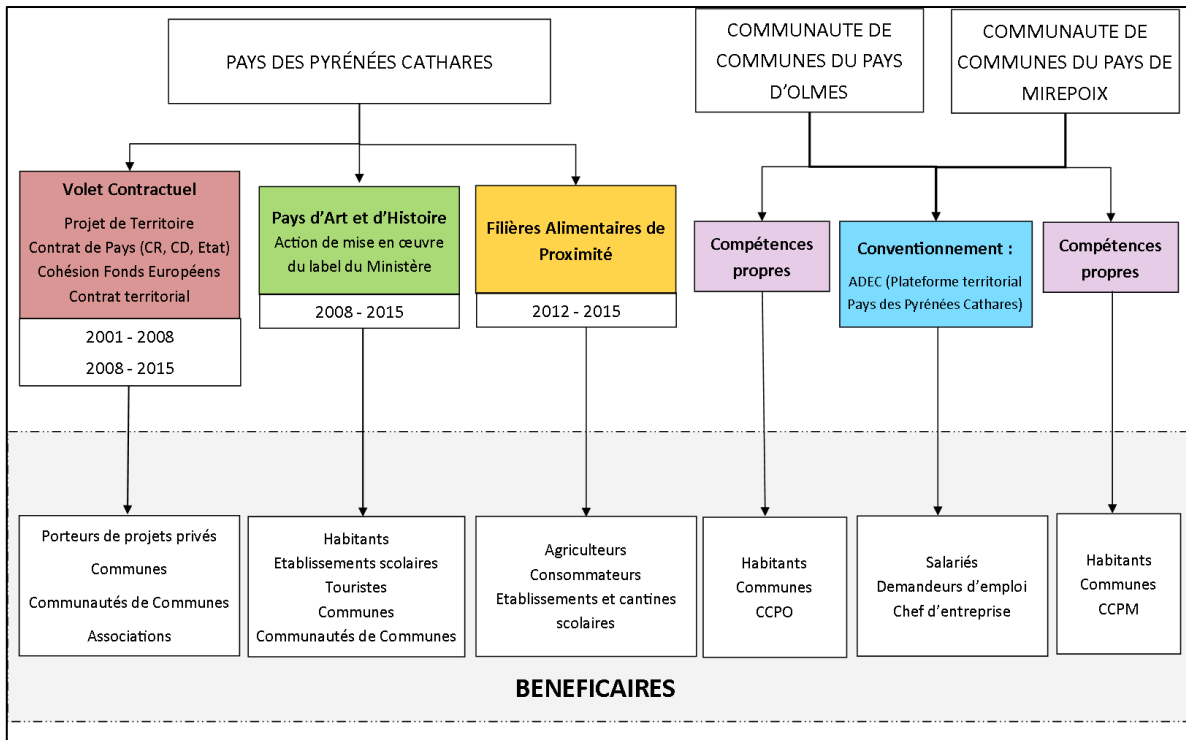 PAYS DES PYRÉNÉES CATHARES
COMMUNAUTE DE
COMMUNES DU PAYS
D'OLMES
COMMUNAUTE DE
COMMUNES DU PAYS DE
MIREPOIX
Volet Contractuel
Projet de Territoire
Contrat de Pays (CR, CD, Etat)
Cohésion Fonds Européens
Contrat territorial
2001 - 2008
2008 - 2015
Pays d'Art et d'Histoire
Action de mise en œuvre
du label du Ministère
2008 - 2015
Filières Alimentaires de
Proximité
2012 - 2015
Compétences
propres
Conventionnement :
ADEC (Plateforme territorial
Pays des Pyrénées Cathares)
Compétences
propres
Porteurs de projets privés
Communes
Communautés de Communes
Associations
Habitants
Etablissements scolaires
Touristes
Communes
Communautés de Communes
Agriculteurs
Consommateurs
Etablissements et cantines
scolaires
Habitants
Communes
CCPO
Salariés
Demandeurs d'emploi
Chef d'entreprise
Habitants
Communes
CCPM
BENEFICAIRES